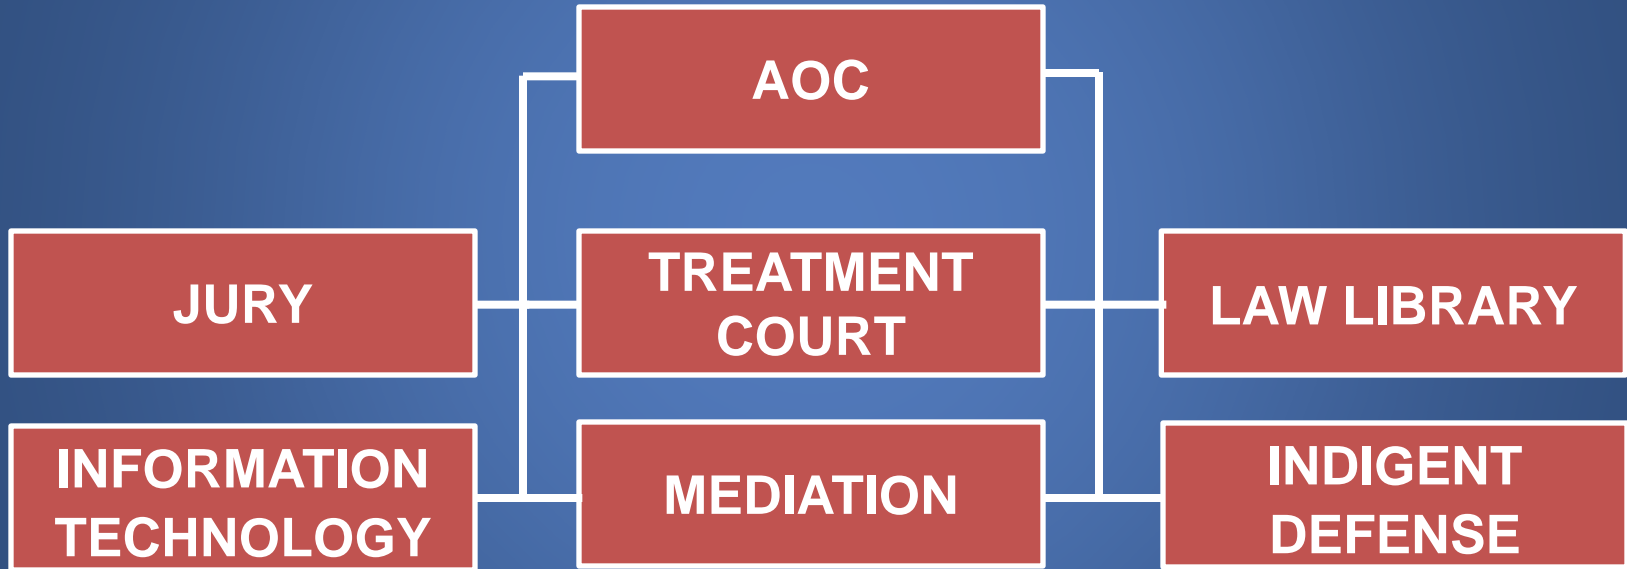 AOC
JURY
TREATMENT
COURT
LAW LIBRARY
INFORMATION
TECHNOLOGY
MEDIATION
INDIGENT
DEFENSE